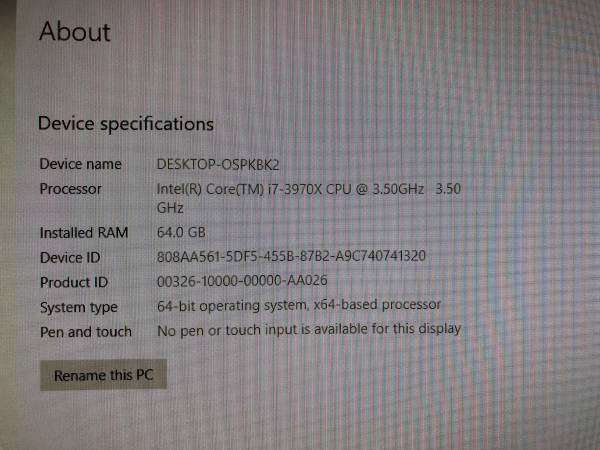 About
Device specifications
Device name DESKTOP-OSPKBK2
Processor Intel(R) Core(TM) i7-3970X CPU @ 3.50GHz 3.50
GHz
Installed RAM 64.0 GB
Device ID 808AA561-5DF5-455B-87B2-A9C740741320
Product ID 00326-10000-00000-AA026
System type 64-bit operating system, x64-based processor
Pen and touch No pen or touch input is available for this display
Rename this PC